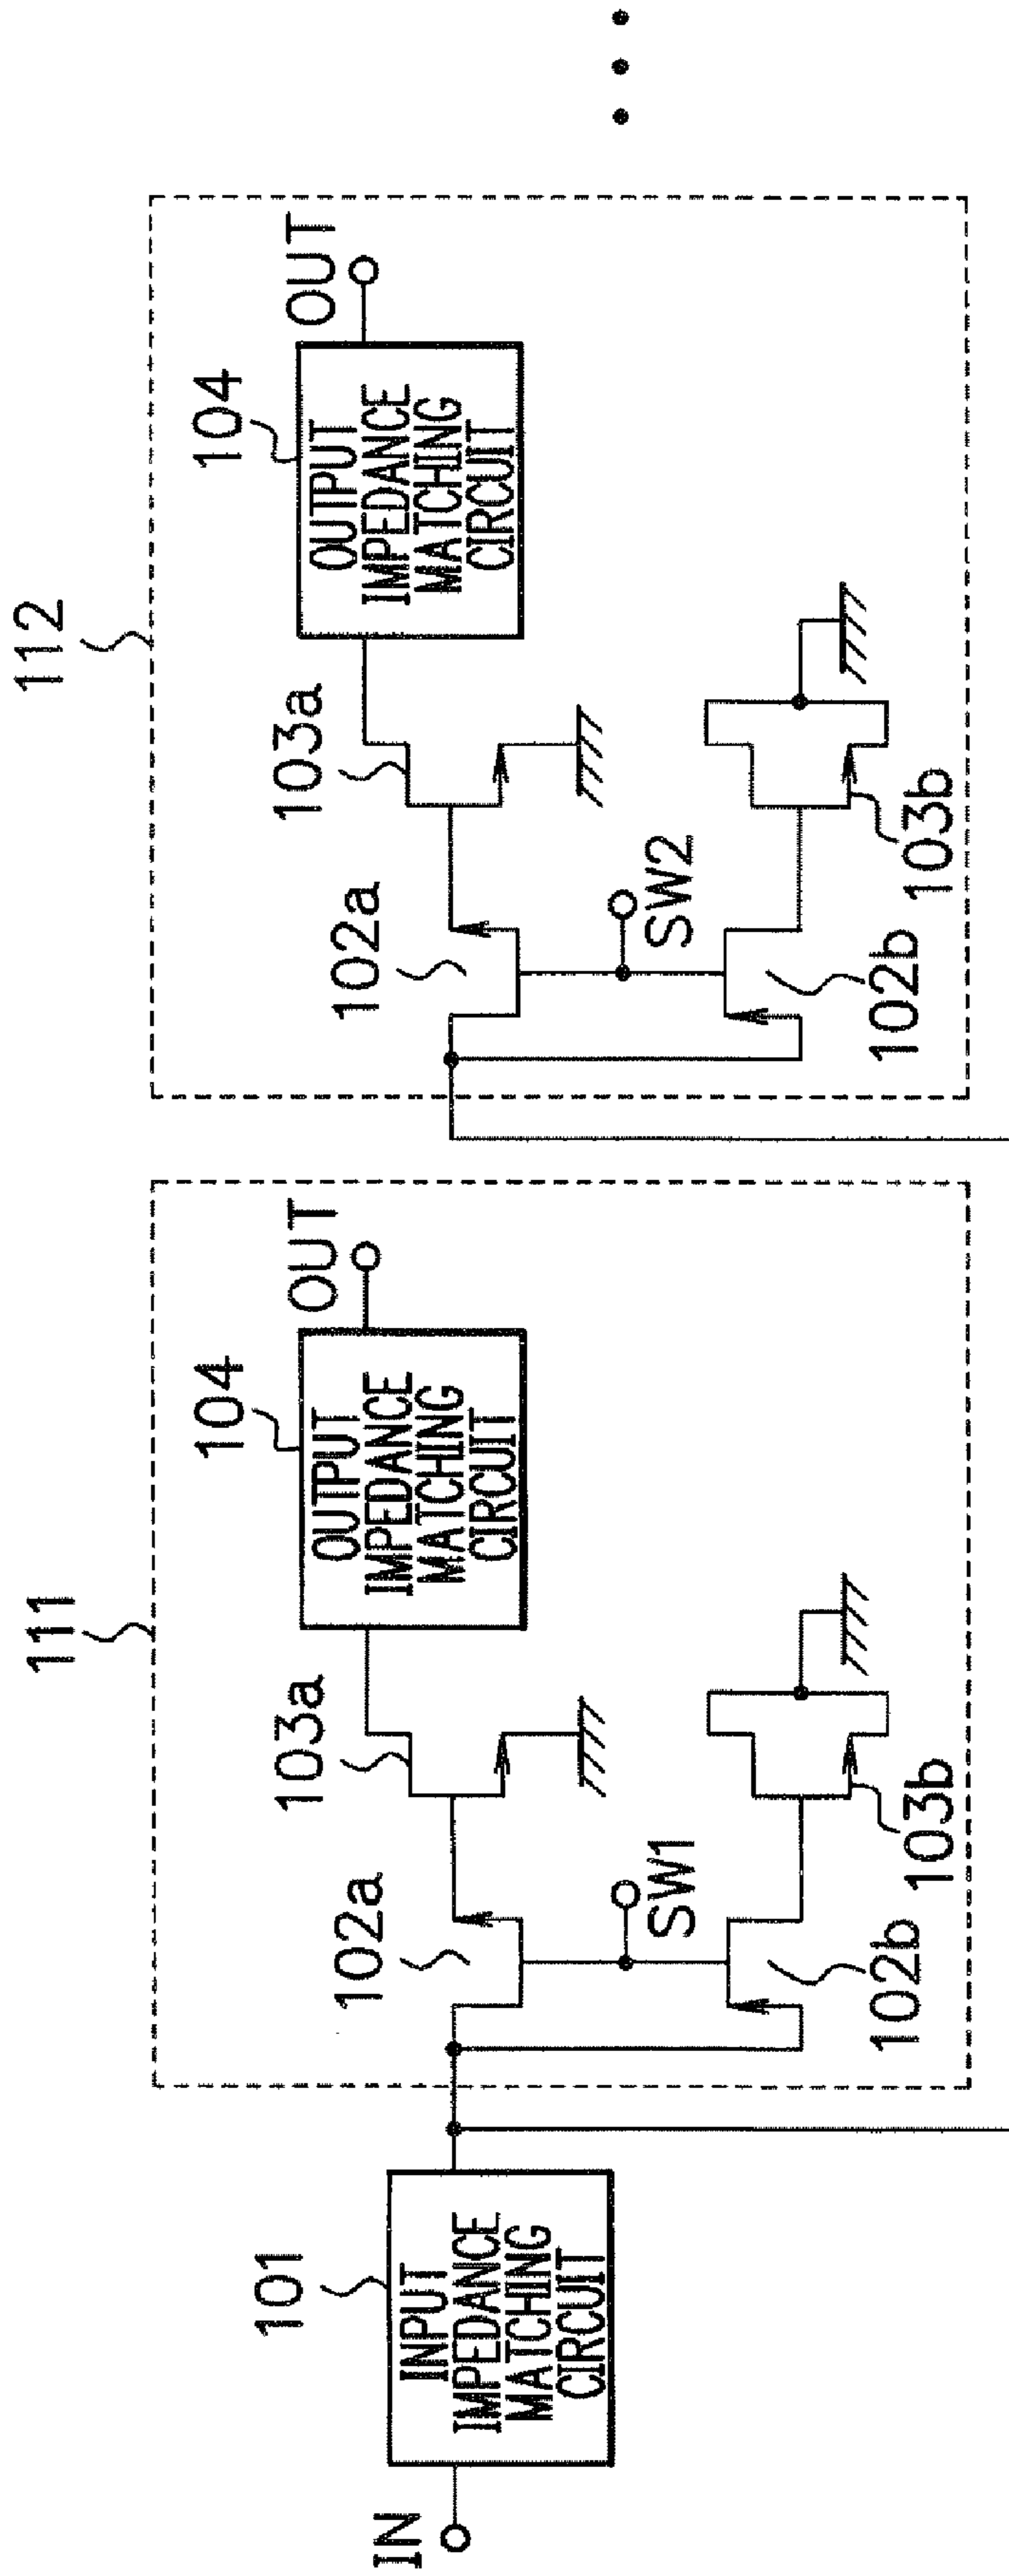 111
112
101
102a
103a
104
OUT
102a
103a
104
OUT
IN
INPUT
IMPEDANCE
MATCHING
CIRCUIT
OUTPUT
IMPEDANCE
MATCHING
CIRCUIT
OUTPUT
IMPEDANCE
MATCHING
CIRCUIT
SW1
SW2
102b
103b
102b
103b